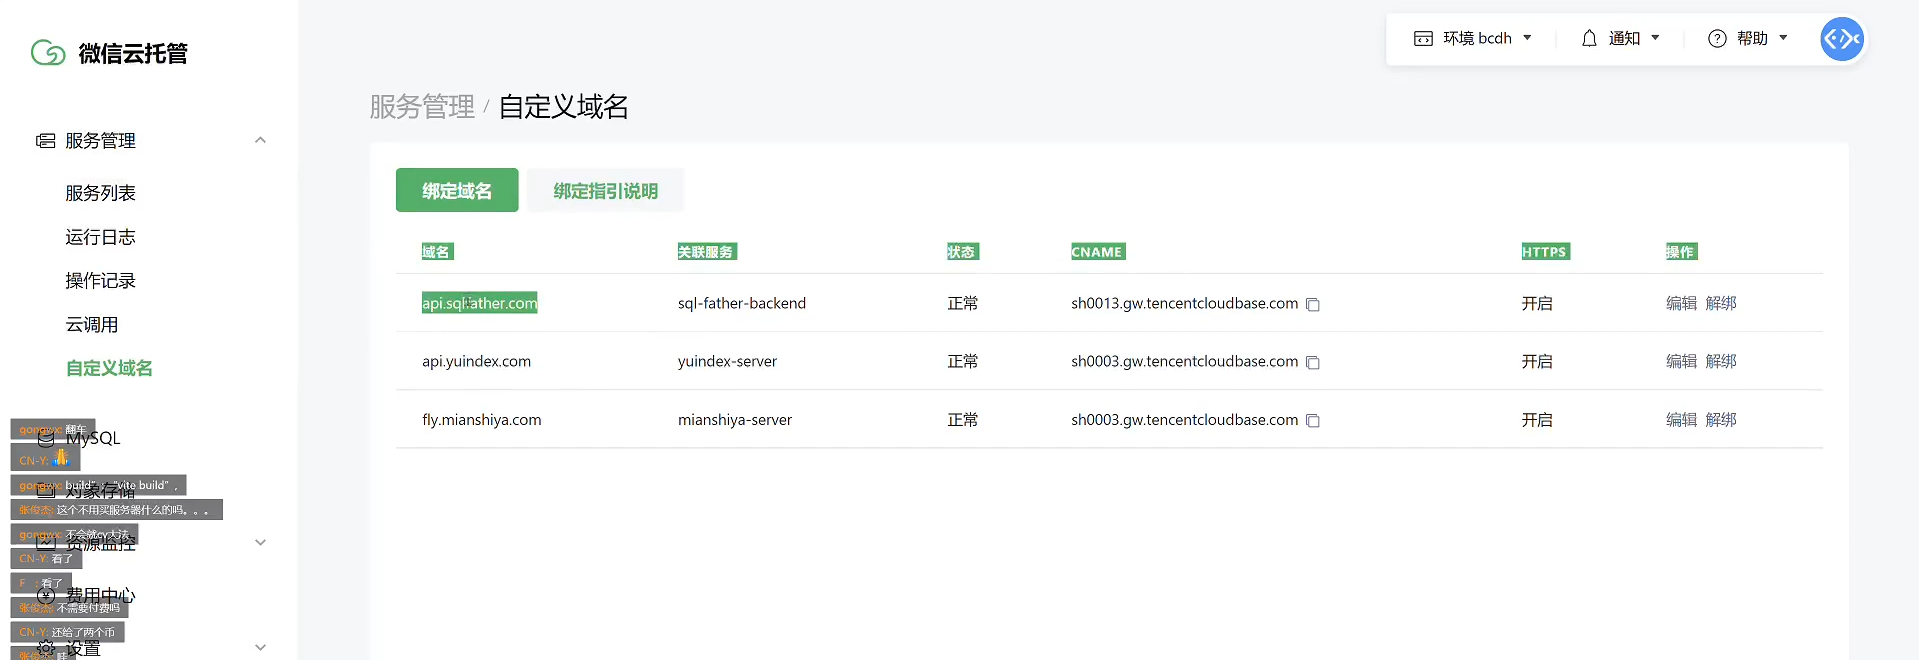 微信云托管
环境 bcdh
通知
帮助
服务管理 / 自定义域名
服务管理
服务列表
运行日志
操作记录
云调用
自定义域名
MySQL
对象存储
资源监控
费用中心
设置
绑定域名 绑定指引说明
域名 关联服务 状态 CNAME HTTPS 操作
api.sqlfather.com sql-father-backend 正常 sh0013.gw.tencentcloudbase.com 开启 编辑 解绑
api.yuindex.com yuindex-server 正常 sh0003.gw.tencentcloudbase.com 开启 编辑 解绑
fly.mianshiya.com mianshiya-server 正常 sh0003.gw.tencentcloudbase.com 开启 编辑 解绑
gongwx: 翻车
CN-Y:
gongwx: build": "vite build",
张俊杰: 这个不用买服务器什么的吗。。。
gongwx: 不会就cv大法
CN-Y: 看了
F : 看了
张俊杰: 不需要付费吗
CN-Y: 还给了两个币
张俊杰: